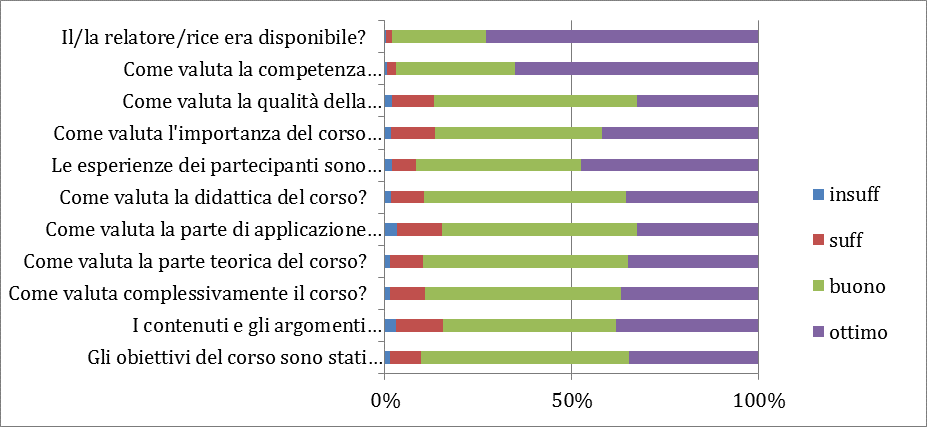 Il/la relatore/rice era disponibile?
Come valuta la competenza...
Come valuta la qualità della...
Come valuta l'importanza del corso...
Le esperienze dei partecipanti sono...
Come valuta la didattica del corso?
Come valuta la parte di applicazione...
Come valuta la parte teorica del corso?
Come valuta complessivamente il corso?
I contenuti e gli argomenti...
Gli obiettivi del corso sono stati...
0%
50%
100%
insuff
suff
buono
ottimo